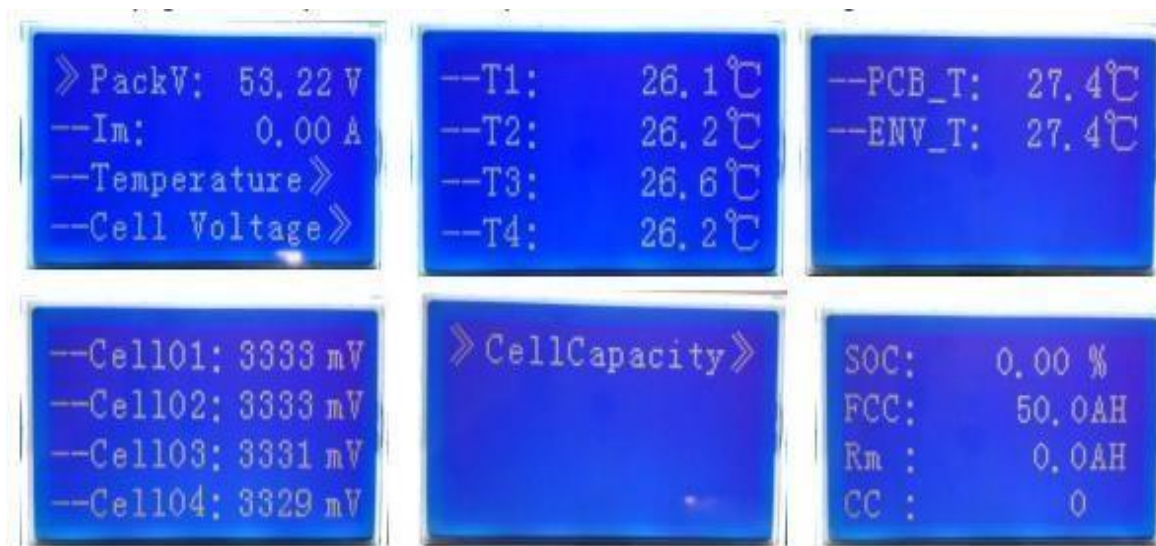 》PackV: 53.22 V
--Im: 0.00 A
--Temperature》
--Cell Voltage》
--T1: 26.1℃
--T2: 26.2℃
--T3: 26.6℃
--T4: 26.2℃
--PCB_T: 27.4℃
--ENV_T: 27.4℃
--Cell01: 3333 mV
--Cell02: 3333 mV
--Cell03: 3331 mV
--Cell04: 3329 mV
》CellCapacity》
SOC: 0.00 %
FCC: 50.0AH
Rm : 0.0AH
CC : 0